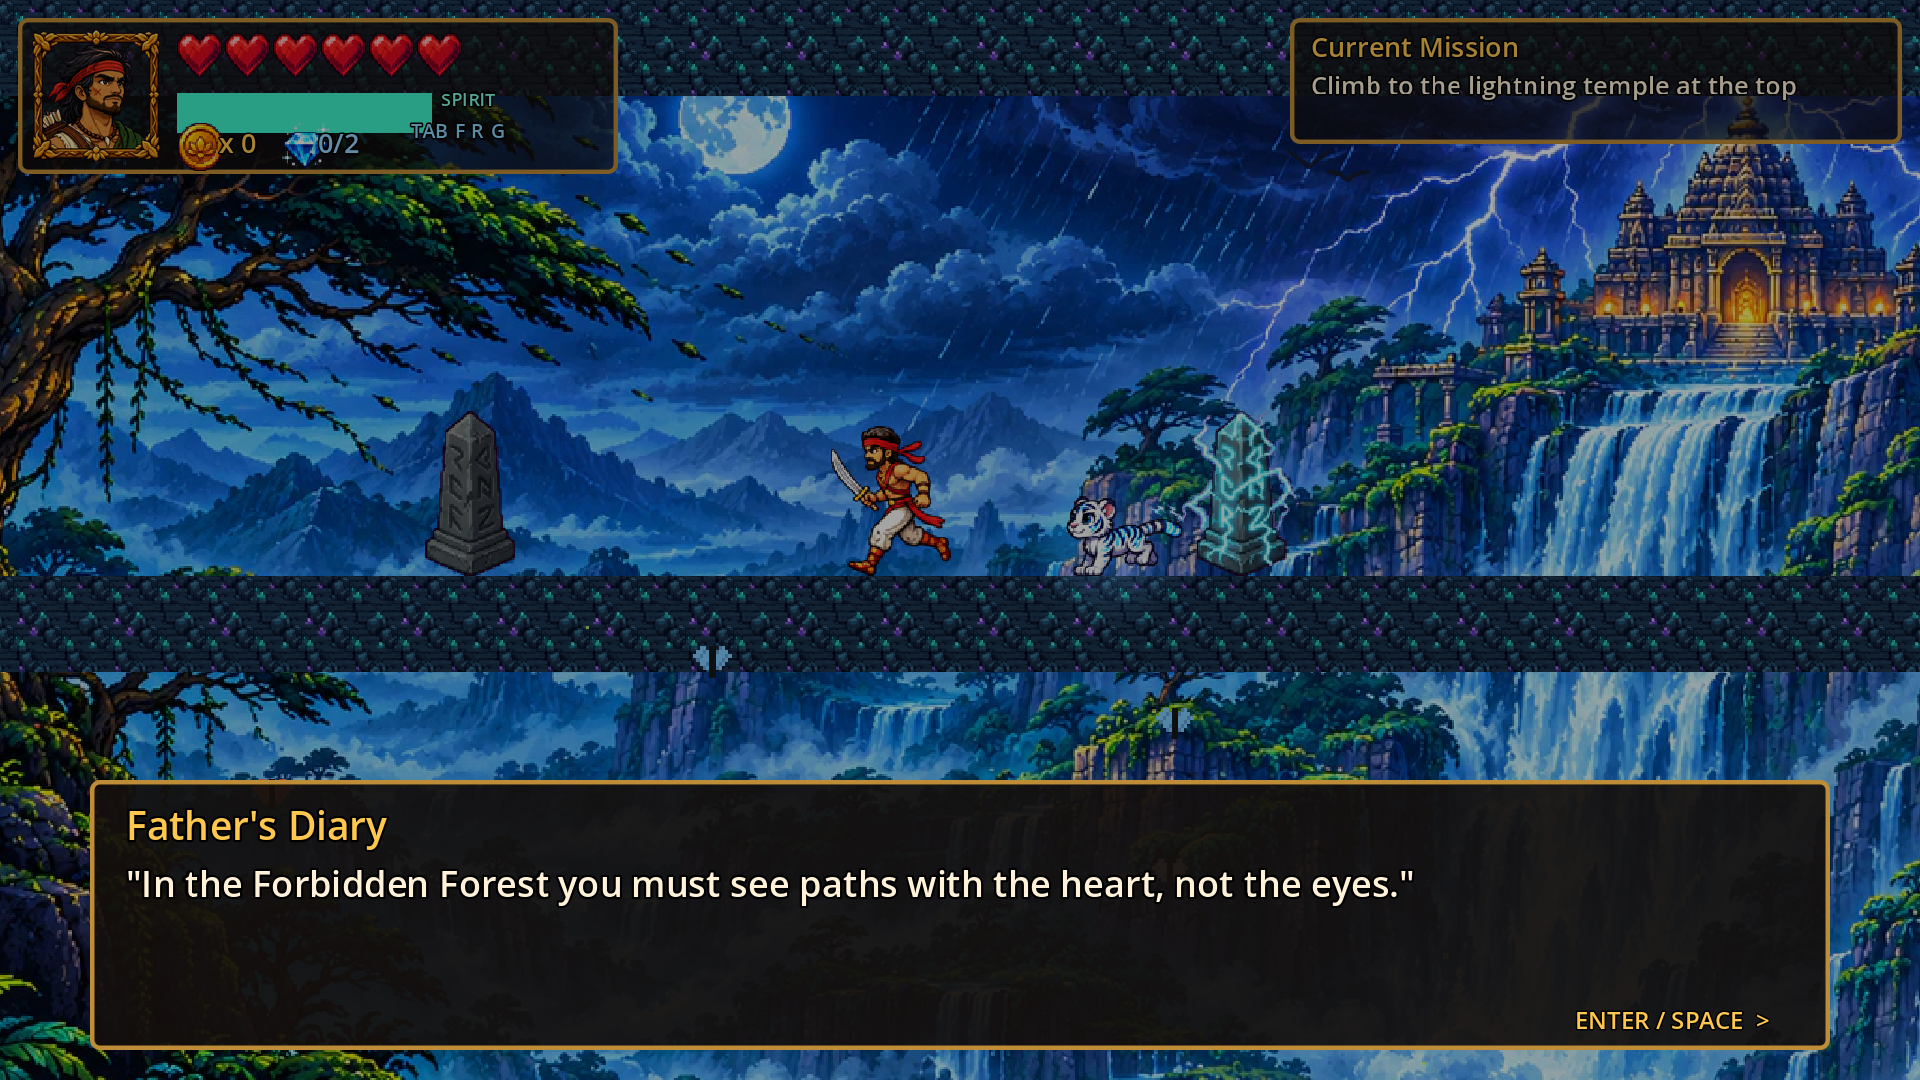 Current Mission
Climb to the lightning temple at the top
SPIRIT
TAB F R G
x 0
0/2
Father's Diary
"In the Forbidden Forest you must see paths with the heart, not the eyes."
ENTER / SPACE >